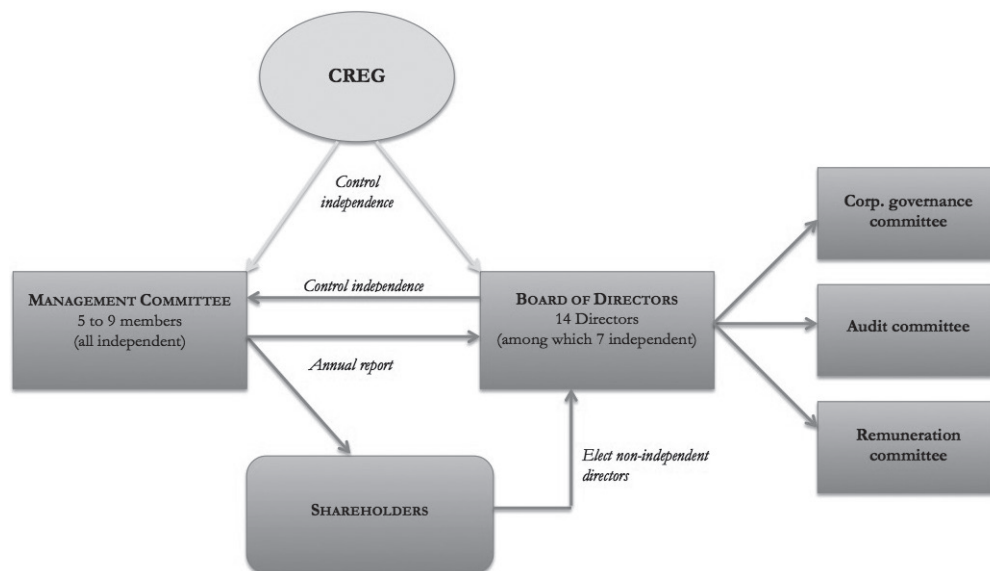 CREG
Control
independence
Corp. governance
committee
MANAGEMENT COMMITTEE
5 to 9 members
(all independent)
Control independence
BOARD OF DIRECTORS
14 Directors
(among which 7 independent)
Audit committee
Annual report
Remuneration
committee
Elect non-independent
directors
SHAREHOLDERS